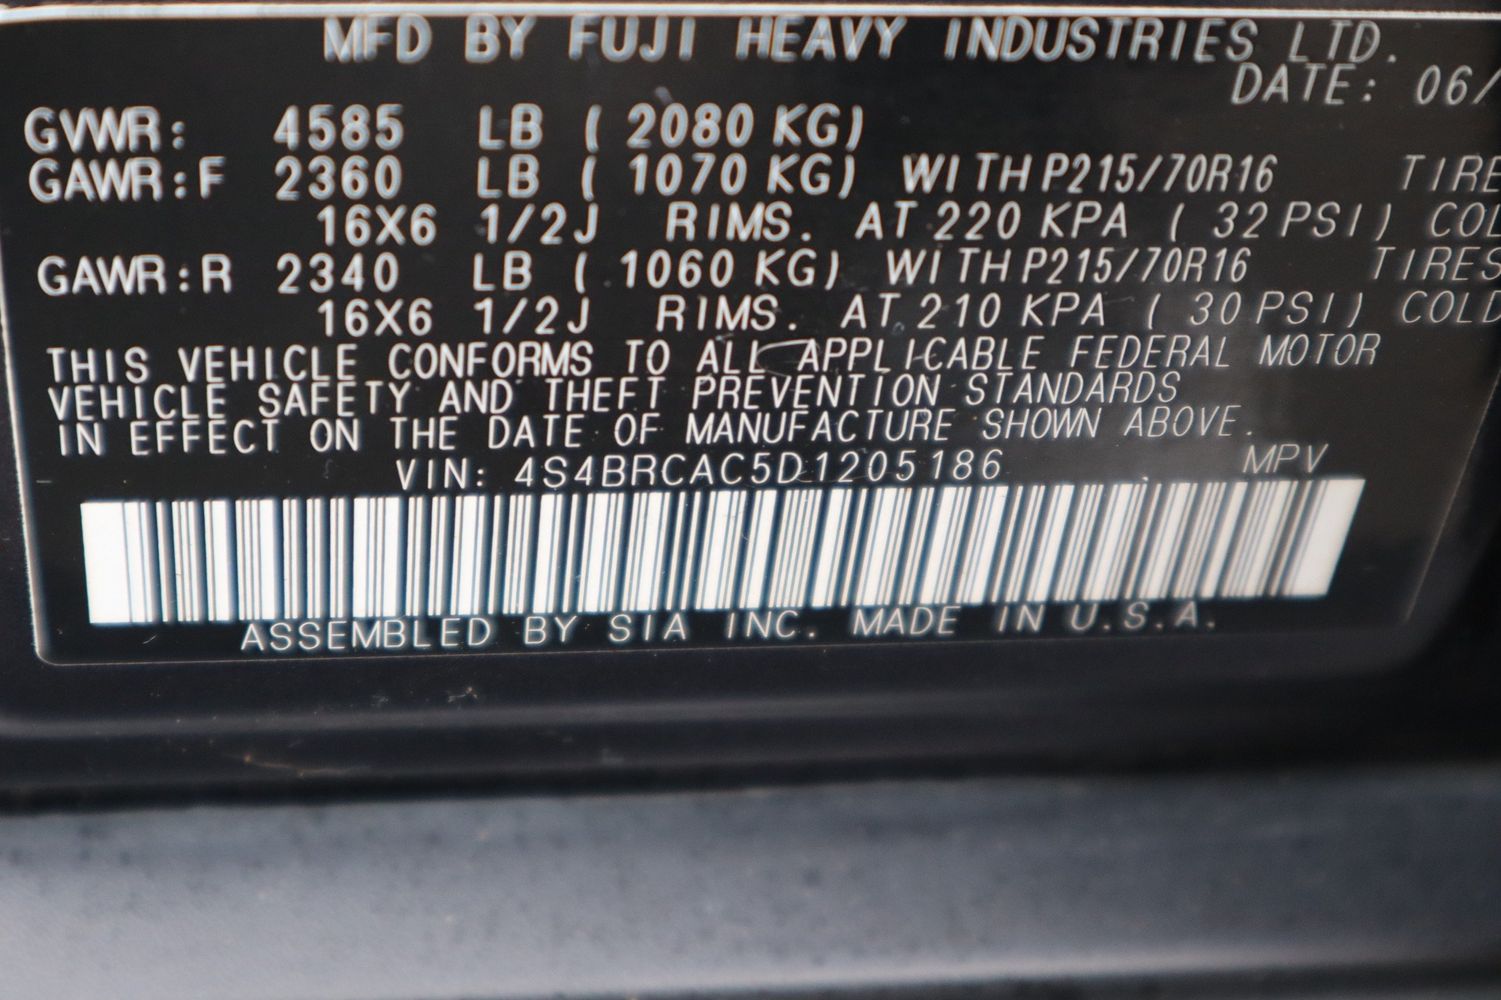 MFD BY FUJI HEAVY INDUSTRIES LTD.
DATE: 06/
GVWR: 4585 LB ( 2080 KG)
GAWR:F 2360 LB ( 1070 KG) WITH P215/70R16 TIRE
16X6 1/2J RIMS. AT 220 KPA ( 32 PSI) COL
GAWR:R 2340 LB ( 1060 KG) WITH P215/70R16 TIRES
16X6 1/2J RIMS. AT 210 KPA ( 30 PSI) COLD
THIS VEHICLE CONFORMS TO ALL APPLICABLE FEDERAL MOTOR
VEHICLE SAFETY AND THEFT PREVENTION STANDARDS
IN EFFECT ON THE DATE OF MANUFACTURE SHOWN ABOVE.
VIN: 4S4BRCAC5D1205186 MPV
ASSEMBLED BY SIA INC. MADE IN U.S.A.